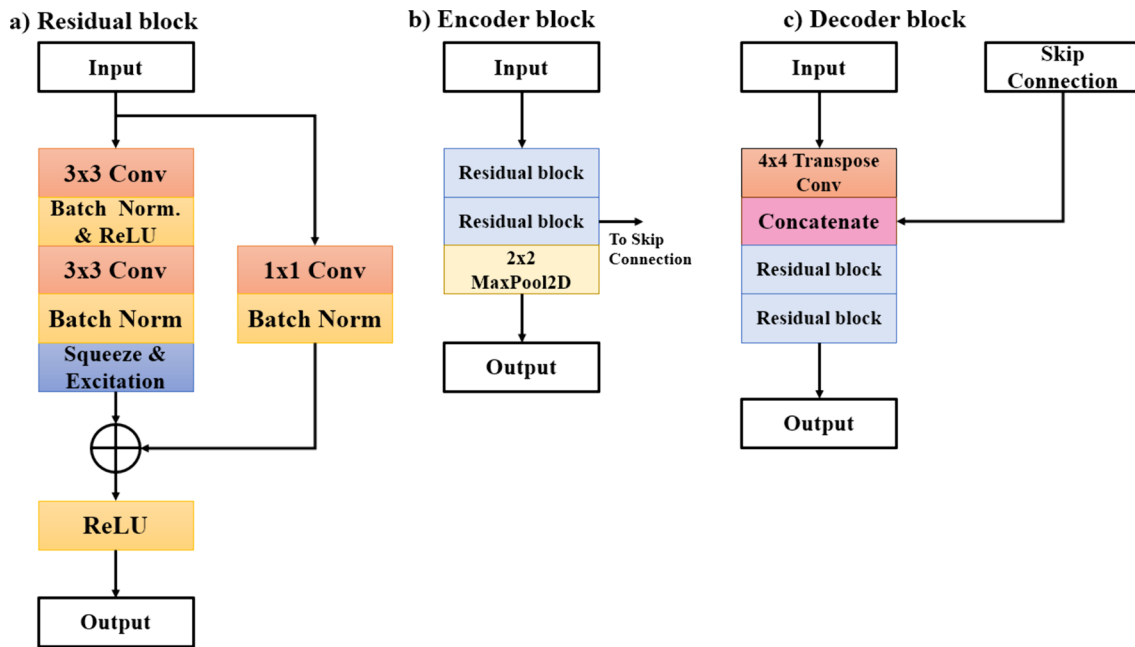 a) Residual block
Input
3x3 Conv
Batch Norm.
& ReLU
3x3 Conv
Batch Norm
Squeeze &
Excitation
1x1 Conv
Batch Norm
ReLU
Output
b) Encoder block
Input
Residual block
Residual block
To Skip
Connection
2x2
MaxPool2D
Output
c) Decoder block
Input
Skip
Connection
4x4 Transpose
Conv
Concatenate
Residual block
Residual block
Output